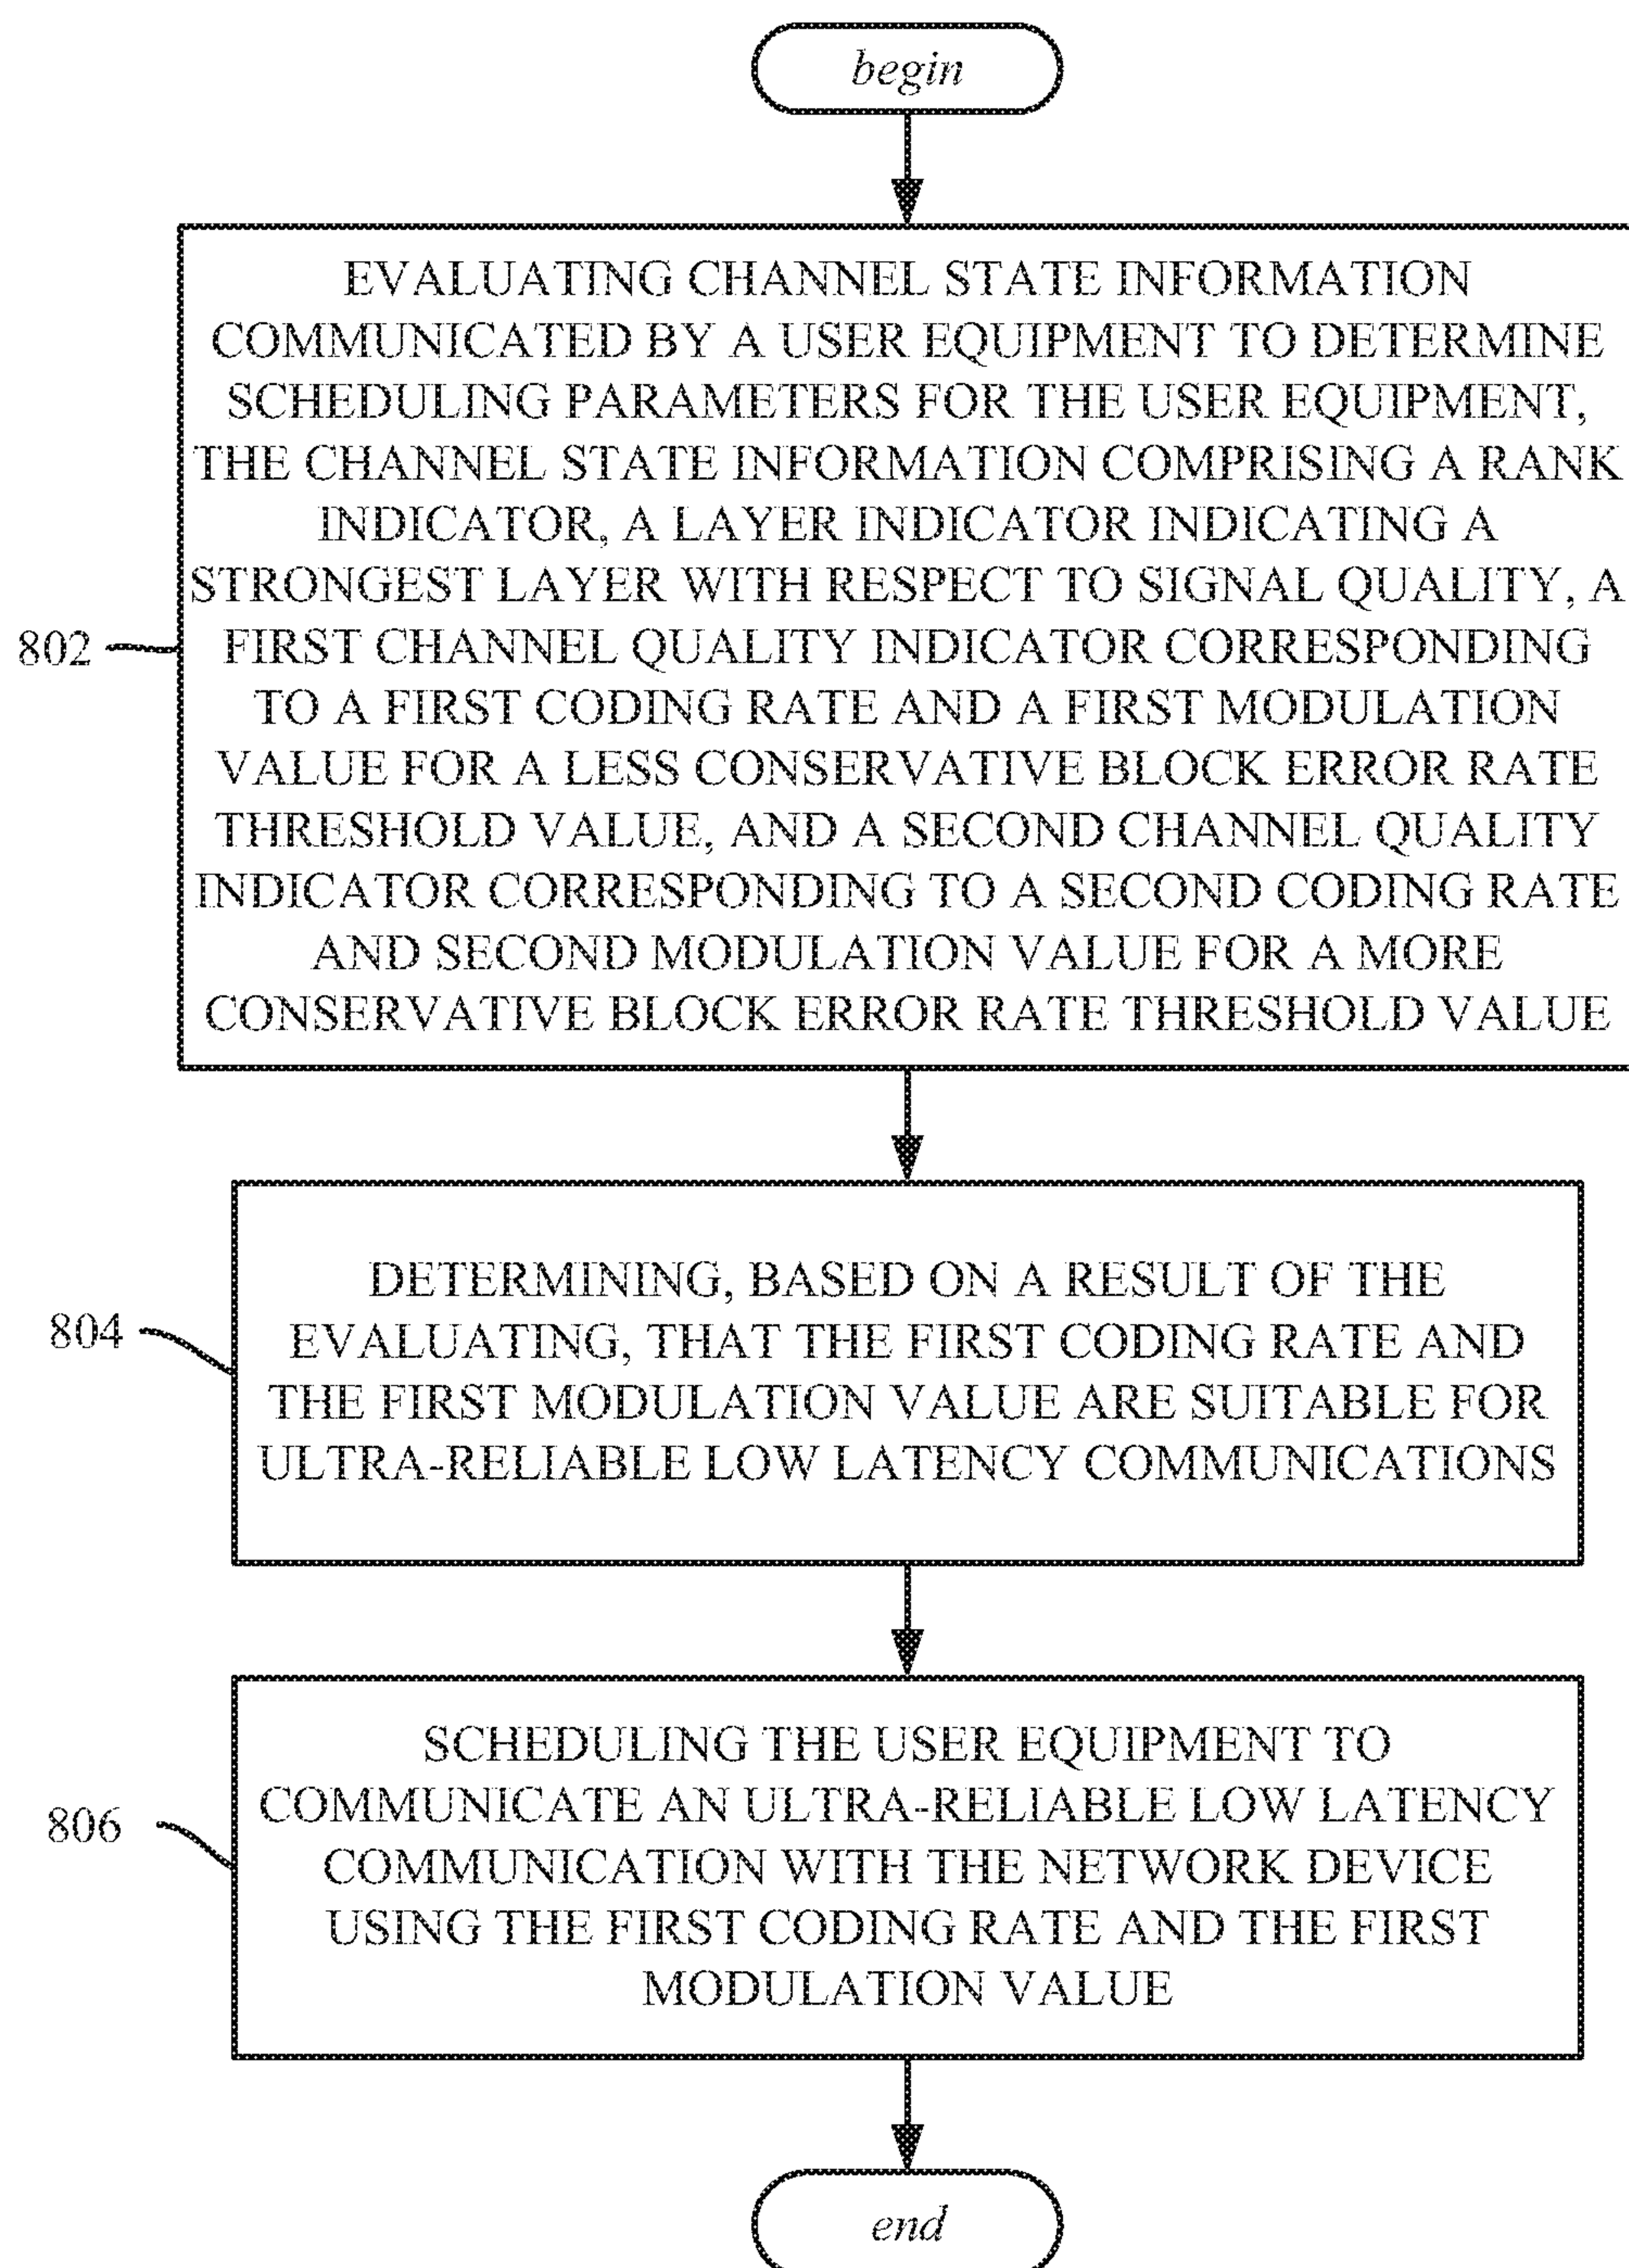 begin
EVALUATING CHANNEL STATE INFORMATION
COMMUNICATED BY A USER EQUIPMENT TO DETERMINE
SCHEDULING PARAMETERS FOR THE USER EQUIPMENT,
THE CHANNEL STATE INFORMATION COMPRISING A RANK
INDICATOR, A LAYER INDICATOR INDICATING A
STRONGEST LAYER WITH RESPECT TO SIGNAL QUALITY, A
802
FIRST CHANNEL QUALITY INDICATOR CORRESPONDING
TO A FIRST CODING RATE AND A FIRST MODULATION
VALUE FOR A LESS CONSERVATIVE BLOCK ERROR RATE
THRESHOLD VALUE, AND A SECOND CHANNEL QUALITY
INDICATOR CORRESPONDING TO A SECOND CODING RATE
AND SECOND MODULATION VALUE FOR A MORE
CONSERVATIVE BLOCK ERROR RATE THRESHOLD VALUE
804
DETERMINING, BASED ON A RESULT OF THE
EVALUATING, THAT THE FIRST CODING RATE AND
THE FIRST MODULATION VALUE ARE SUITABLE FOR
ULTRA-RELIABLE LOW LATENCY COMMUNICATIONS
806
SCHEDULING THE USER EQUIPMENT TO
COMMUNICATE AN ULTRA-RELIABLE LOW LATENCY
COMMUNICATION WITH THE NETWORK DEVICE
USING THE FIRST CODING RATE AND THE FIRST
MODULATION VALUE
end